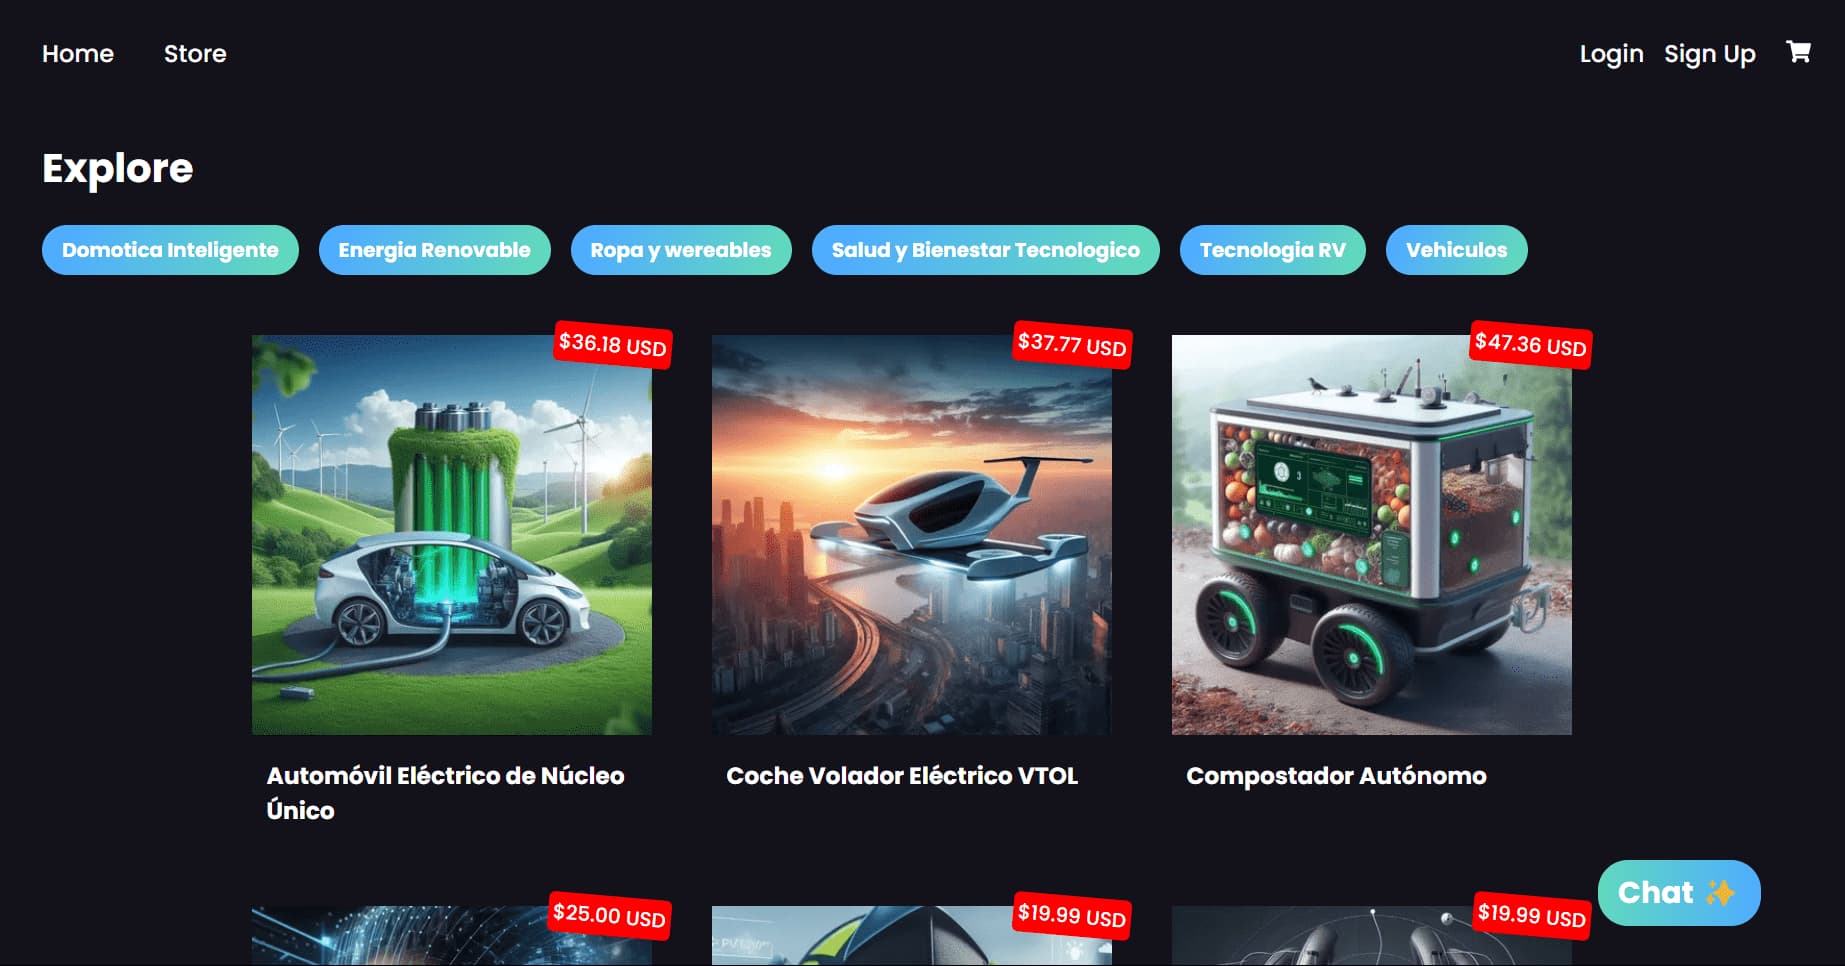 Home Store Login Sign Up
Explore
Domotica Inteligente Energia Renovable Ropa y wereables Salud y Bienestar Tecnologico Tecnologia RV Vehiculos
$36.18 USD
$37.77 USD
$47.36 USD
3
Automóvil Eléctrico de Núcleo
Único
Coche Volador Eléctrico VTOL
Compostador Autónomo
$25.00 USD
$19.99 USD
$19.99 USD
Chat ✨